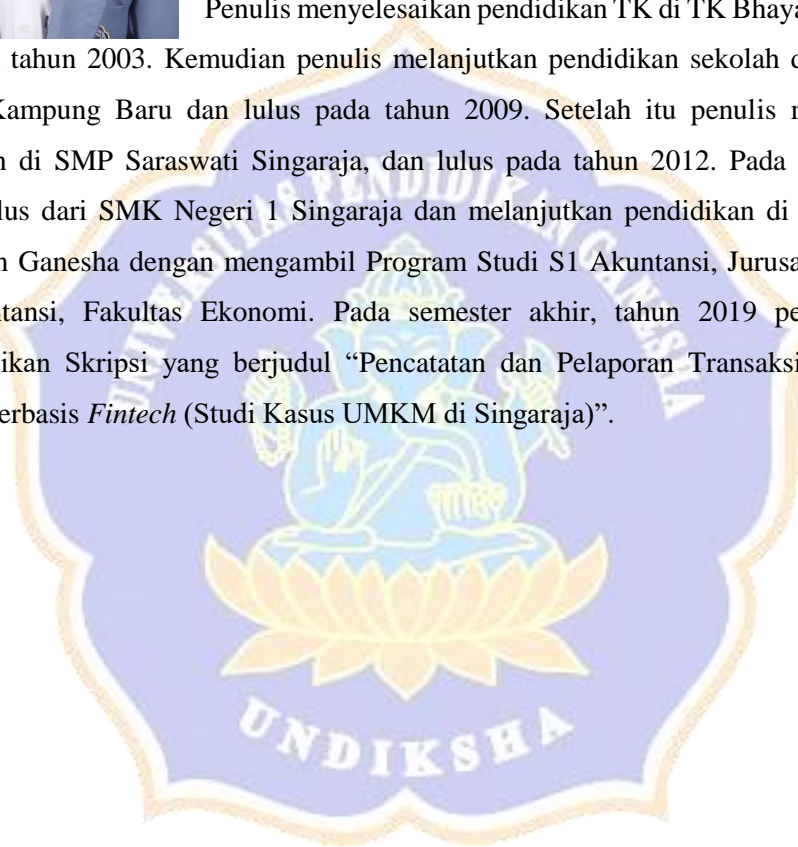 Penulis menyelesaikan pendidikan TK di TK Bhaya
tahun 2003. Kemudian penulis melanjutkan pendidikan sekolah d
Kampung Baru dan lulus pada tahun 2009. Setelah itu penulis
di SMP Saraswati Singaraja, dan lulus pada tahun 2012. Pada
lus dari SMK Negeri 1 Singaraja dan melanjutkan pendidikan di
n Ganesha dengan mengambil Program Studi S1 Akuntansi, Jurusa
ntansi, Fakultas Ekonomi. Pada semester akhir, tahun 2019 pe
ikan Skripsi yang berjudul “Pencatatan dan Pelaporan Transaksi
erbasis Fintech (Studi Kasus UMKM di Singaraja)”.
UNIVERSITAS PENDIDIKAN GANESHA
UNDIKSHA